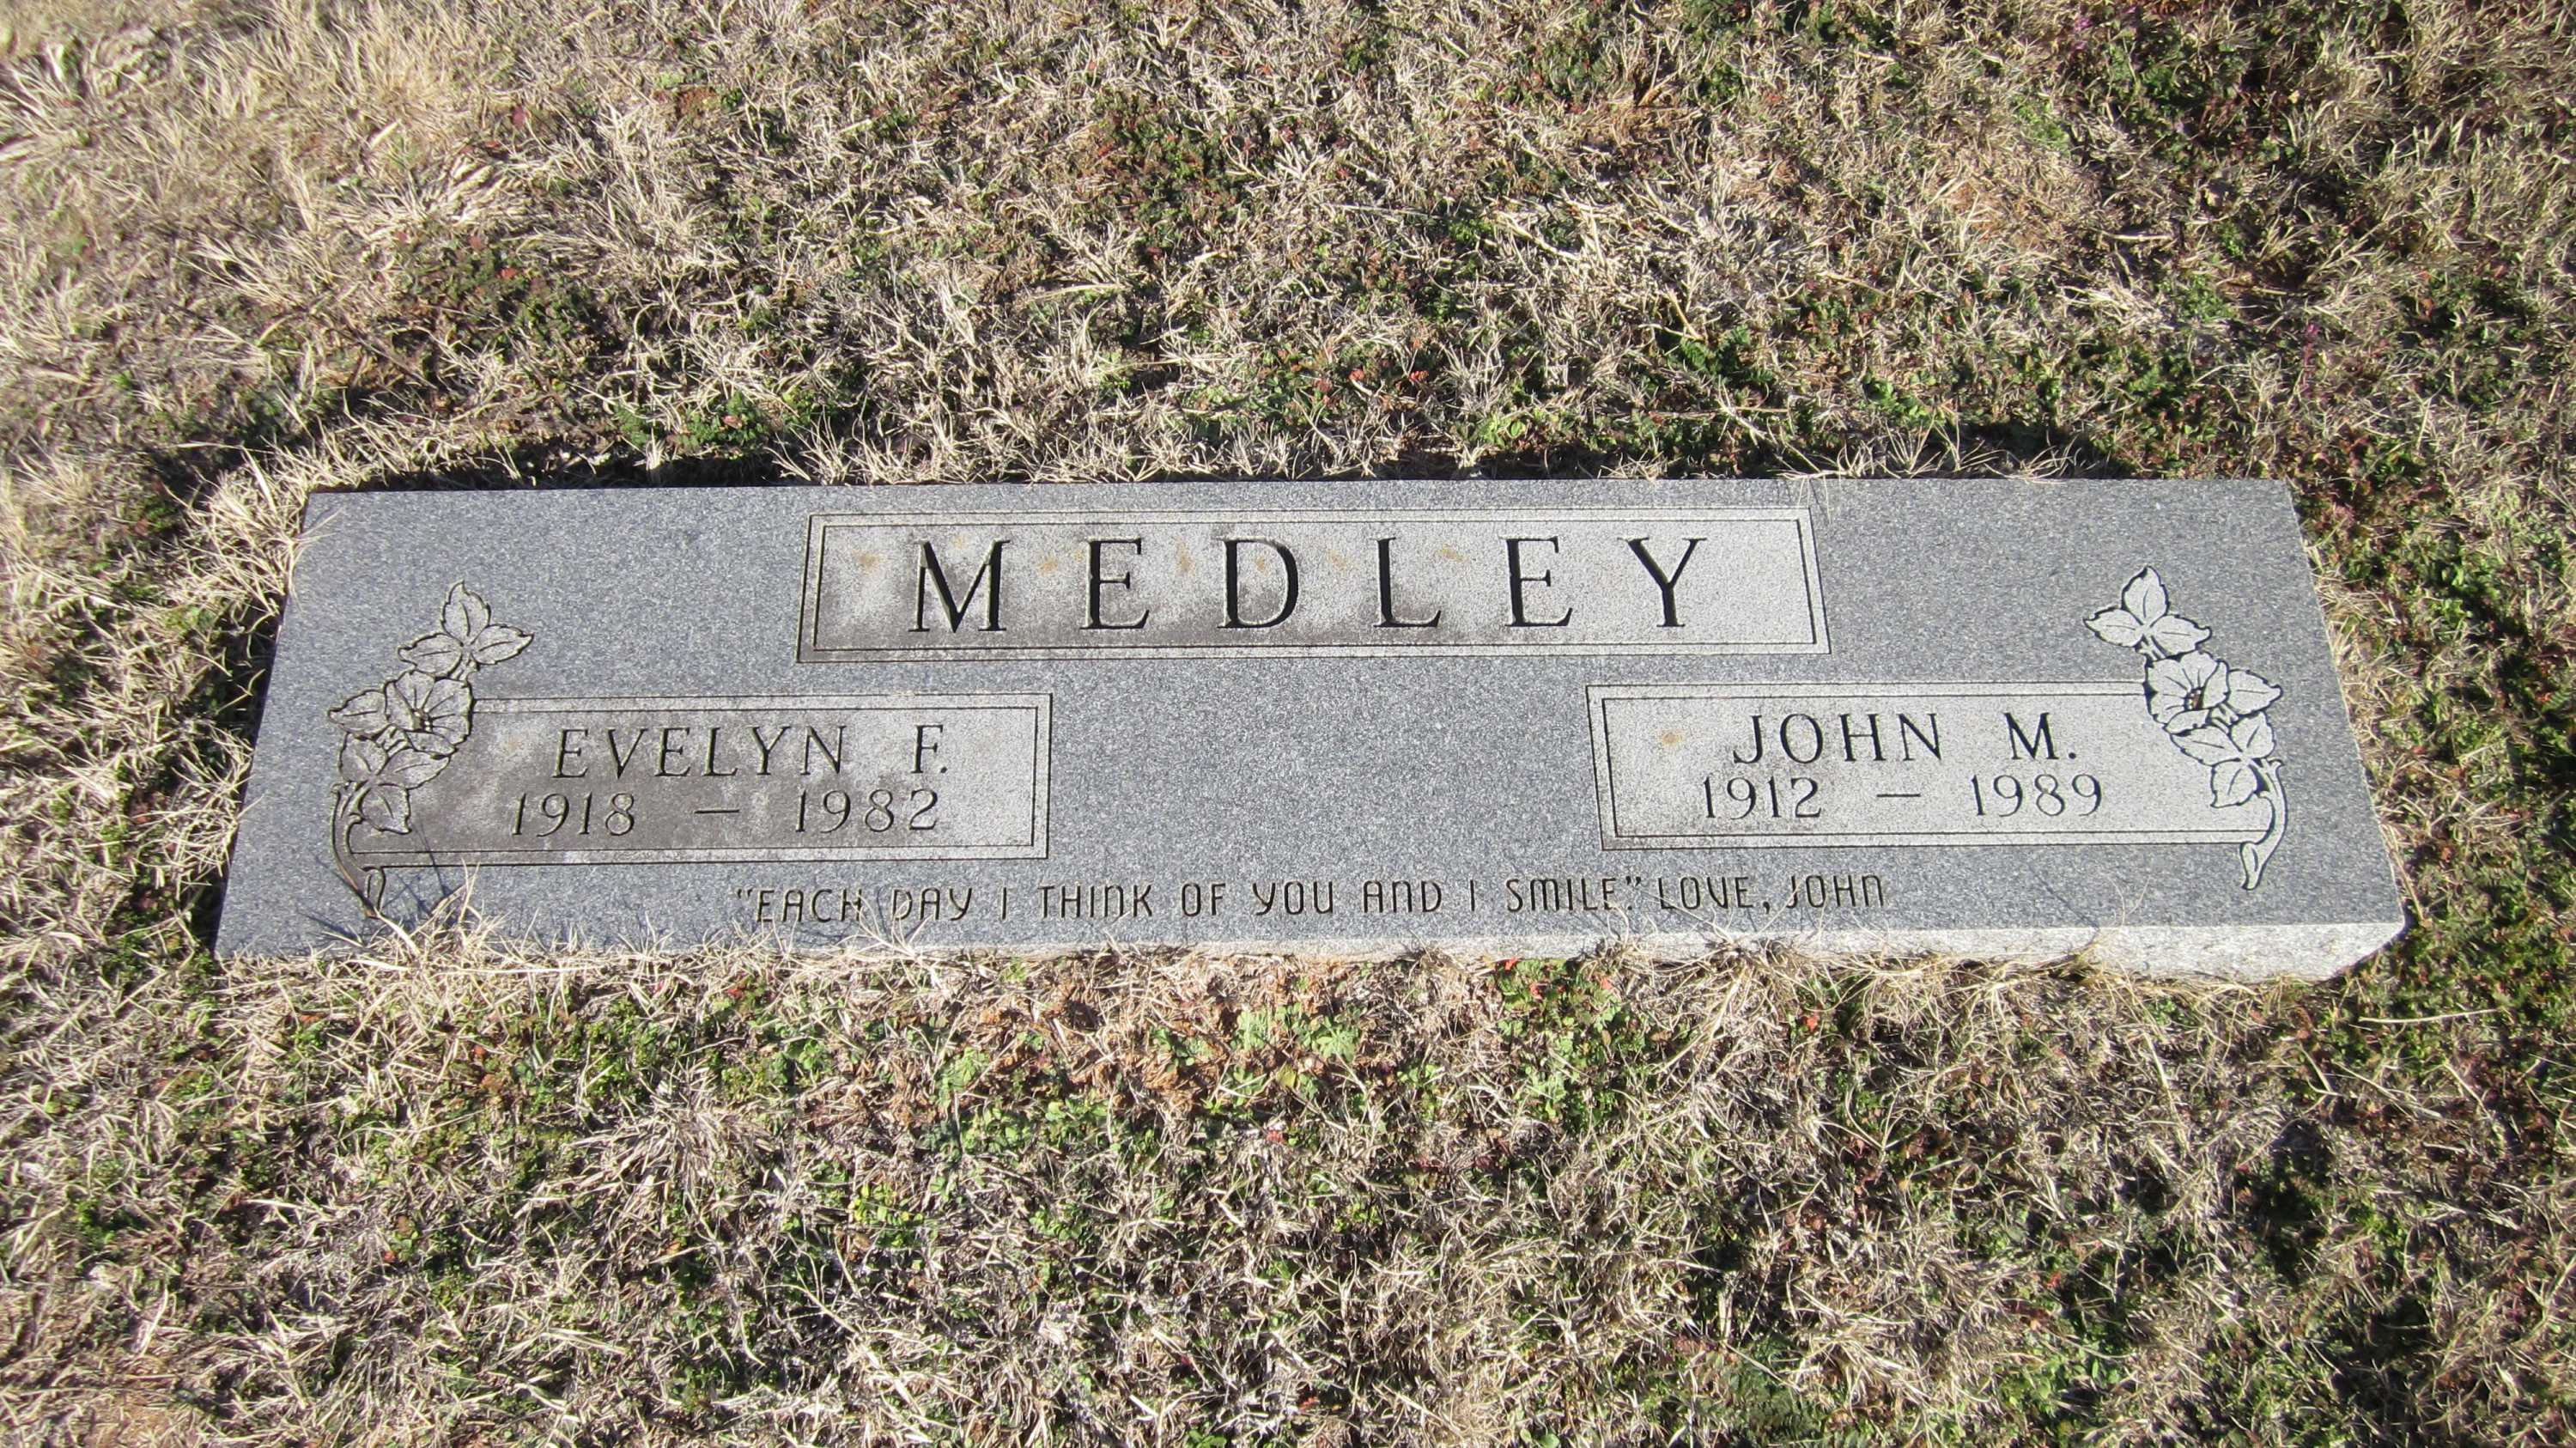 MEDLEY
EVELYN F.
1918 — 1982
JOHN M.
1912 — 1989
"EACH DAY I THINK OF YOU AND I SMILE." LOVE, JOHN